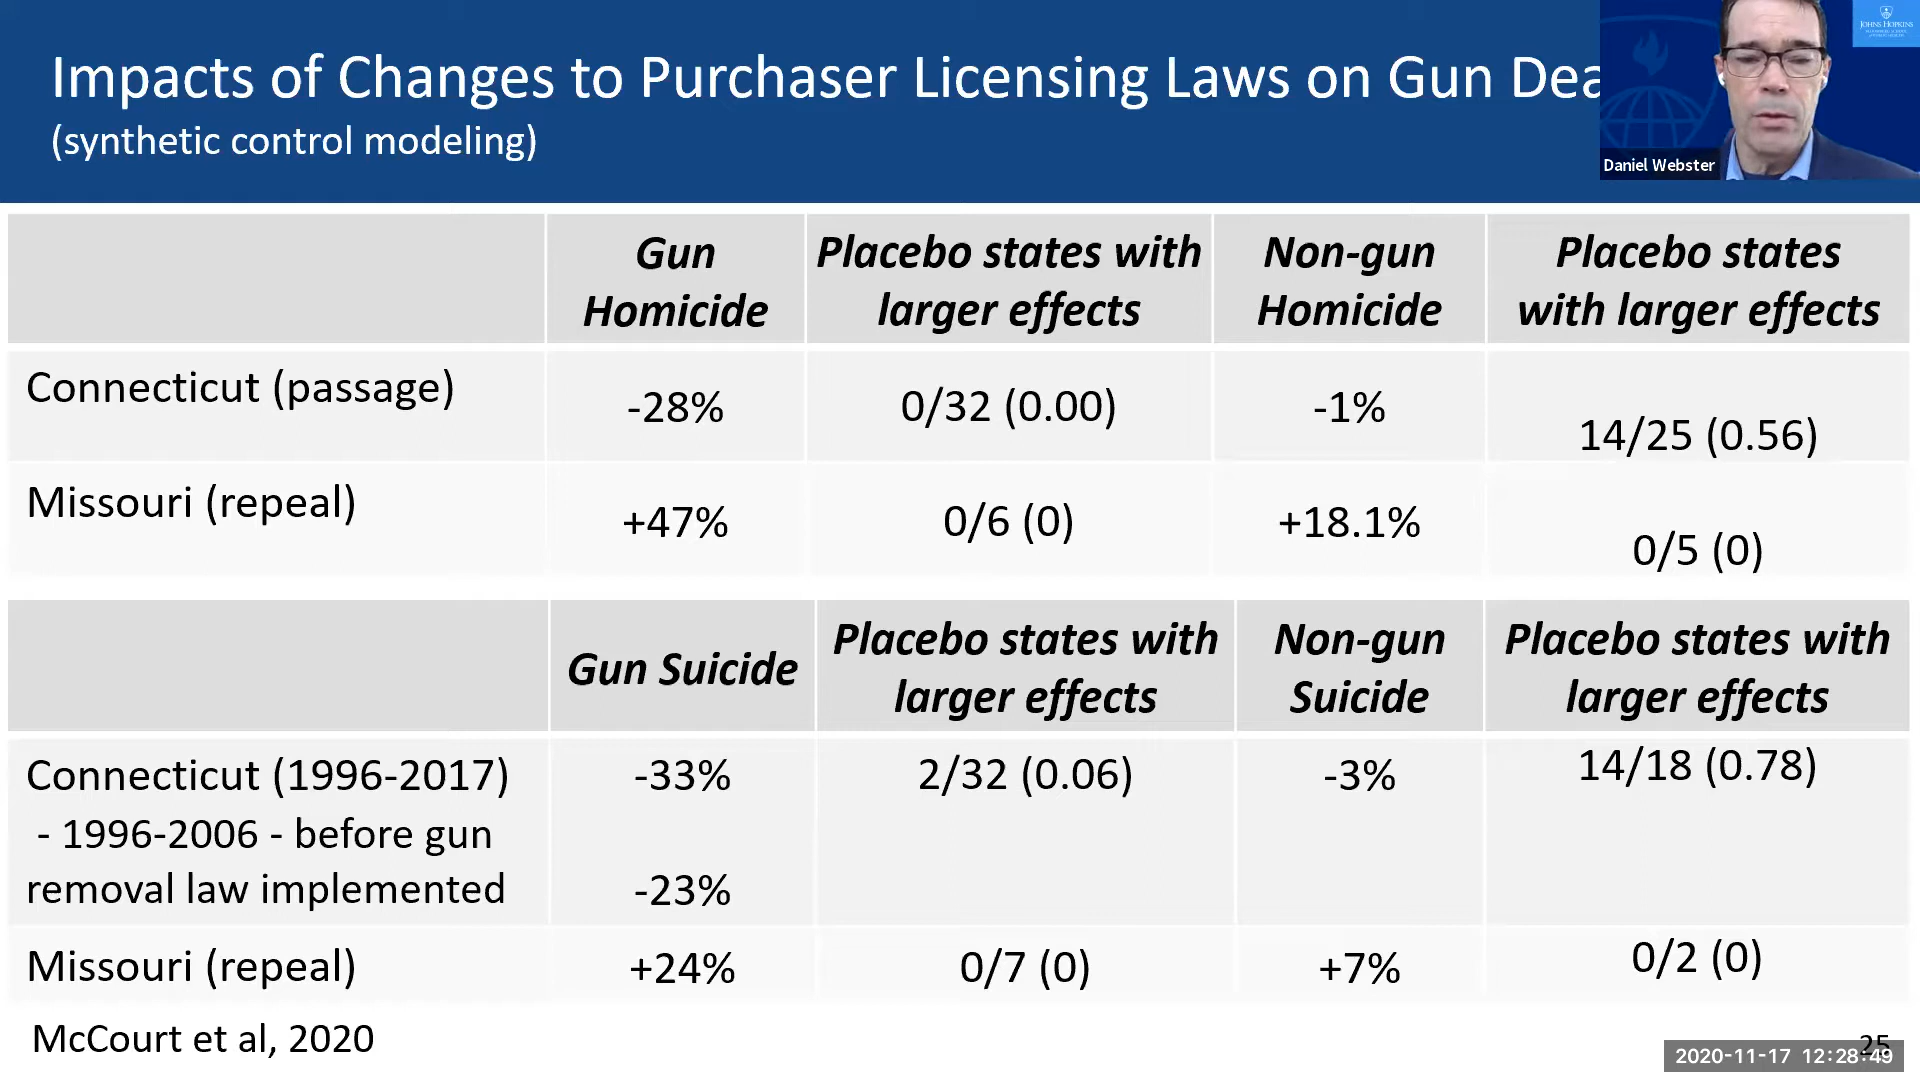 Impacts of Changes to Purchaser Licensing Laws on Gun Dea
(synthetic control modeling)
JOHNS HOPKINS
Daniel Webster
Gun
Homicide
Placebo states with
larger effects
Non-gun
Homicide
Placebo states
with larger effects
Connecticut (passage)
-28%
0/32 (0.00)
-1%
14/25 (0.56)
Missouri (repeal)
+47%
0/6 (0)
+18.1%
0/5 (0)
Gun Suicide
Placebo states with
larger effects
Non-gun
Suicide
Placebo states with
larger effects
Connecticut (1996-2017)
-33%
2/32 (0.06)
-3%
14/18 (0.78)
- 1996-2006 - before gun
removal law implemented
-23%
Missouri (repeal)
+24%
0/7 (0)
+7%
0/2 (0)
McCourt et al, 2020
25
2020-11-17 12:28:49